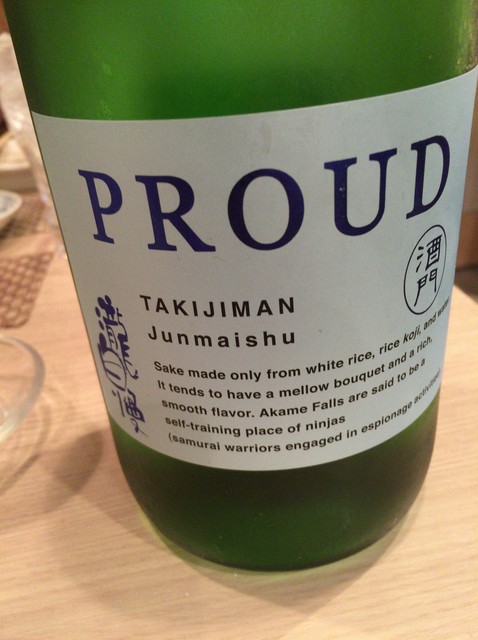 PROUD
酒門
TAKIJIMAN
Junmaishu
Sake made only from white rice, rice koji, and water
It tends to have a mellow bouquet and a rich,
smooth flavor. Akame Falls are said to be a
self-training place of ninjas
(samurai warriors engaged in espionage activities)